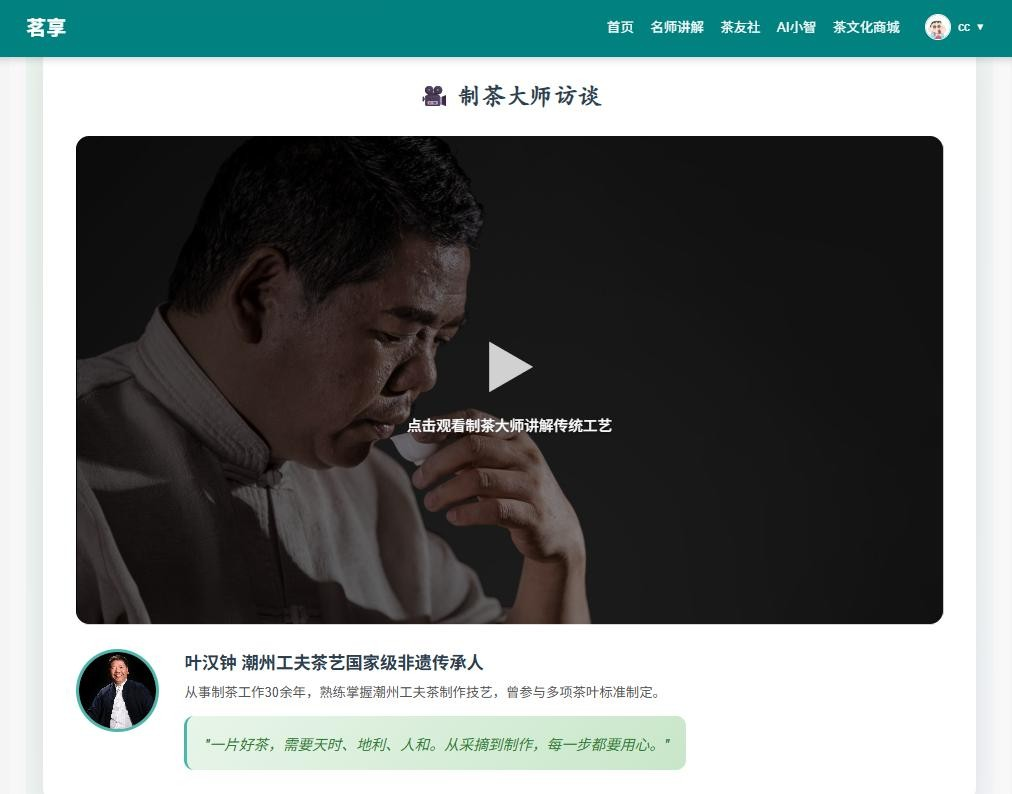 茗享
首页 名师讲解 茶友社 AI小智 茶文化商城 cc ▼
制茶大师访谈
点击观看制茶大师讲解传统工艺
叶汉钟 潮州工夫茶艺国家级非遗传承人
从事制茶工作30余年，熟练掌握潮州工夫茶制作技艺，曾参与多项茶叶标准制定。
"一片好茶，需要天时、地利、人和。从采摘到制作，每一步都要用心。"